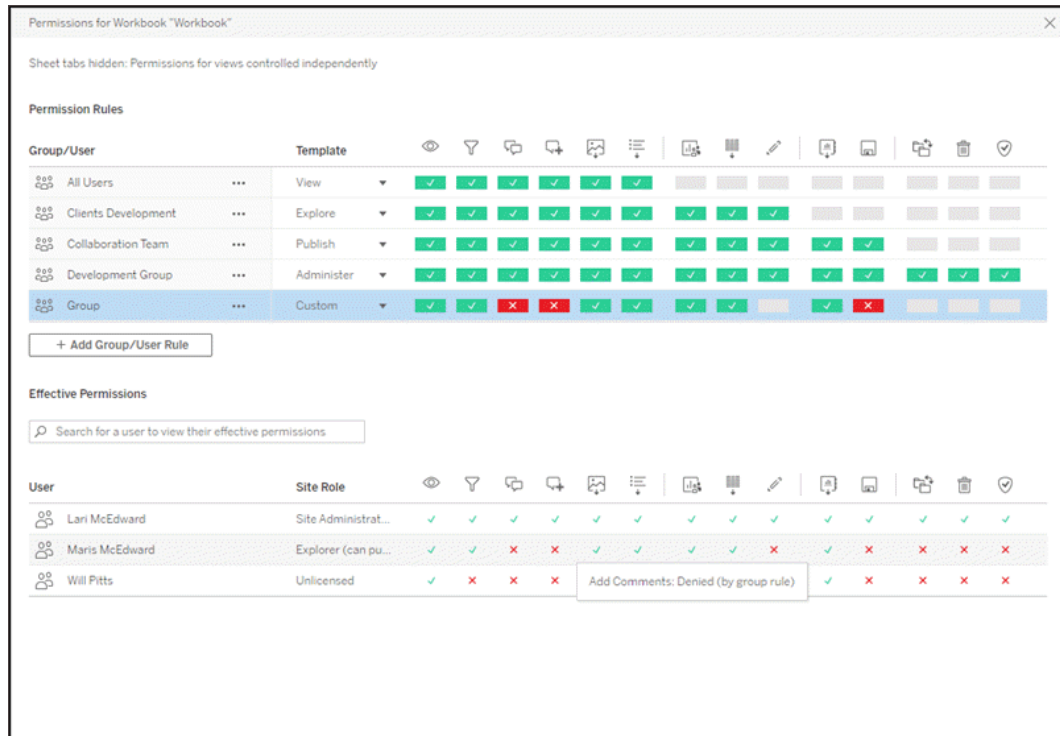 Permissions for Workbook "Workbook"
Sheet tabs hidden: Permissions for views controlled independently
Permission Rules
Group/User Template
All Users ... View
Clients Development ... Explore
Collaboration Team ... Publish
Development Group ... Administer
Group ... Custom
+ Add Group/User Rule
Effective Permissions
Search for a user to view their effective permissions
User Site Role
Lari McEdward Site Administrat...
Maris McEdward Explorer (can pu...
Will Pitts Unlicensed
Add Comments: Denied (by group rule)